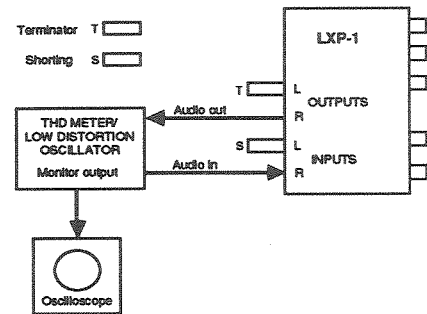 Terminator T
Shorting S
LXP-1
T L
OUTPUTS
Audio out R
THD METER/
LOW DISTORTION
OSCILLATOR
Monitor output
S L
INPUTS
Audio in R
Oscilloscope